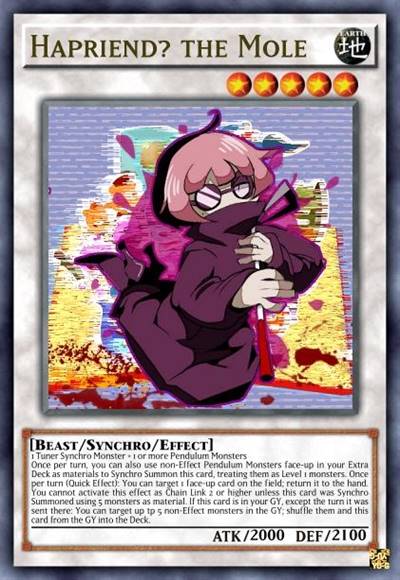 Hapriend? the Mole
EARTH
地
[Beast/Synchro/Effect]
1 Tuner Synchro Monster + 1 or more Pendulum Monsters
Once per turn, you can also use non-Effect Pendulum Monsters face-up in your Extra
Deck as materials to Synchro Summon this card, treating them as Level 1 monsters. Once
per turn (Quick Effect): You can target 1 face-up card on the field; return it to the hand.
You cannot activate this effect as Chain Link 2 or higher unless this card was Synchro
Summoned using 5 monsters as material. If this card is in your GY, except the turn it was
sent there: You can target up tp 5 non-Effect monsters in the GY; shuffle them and this
card from the GY into the Deck.
ATK/2000 DEF/2100